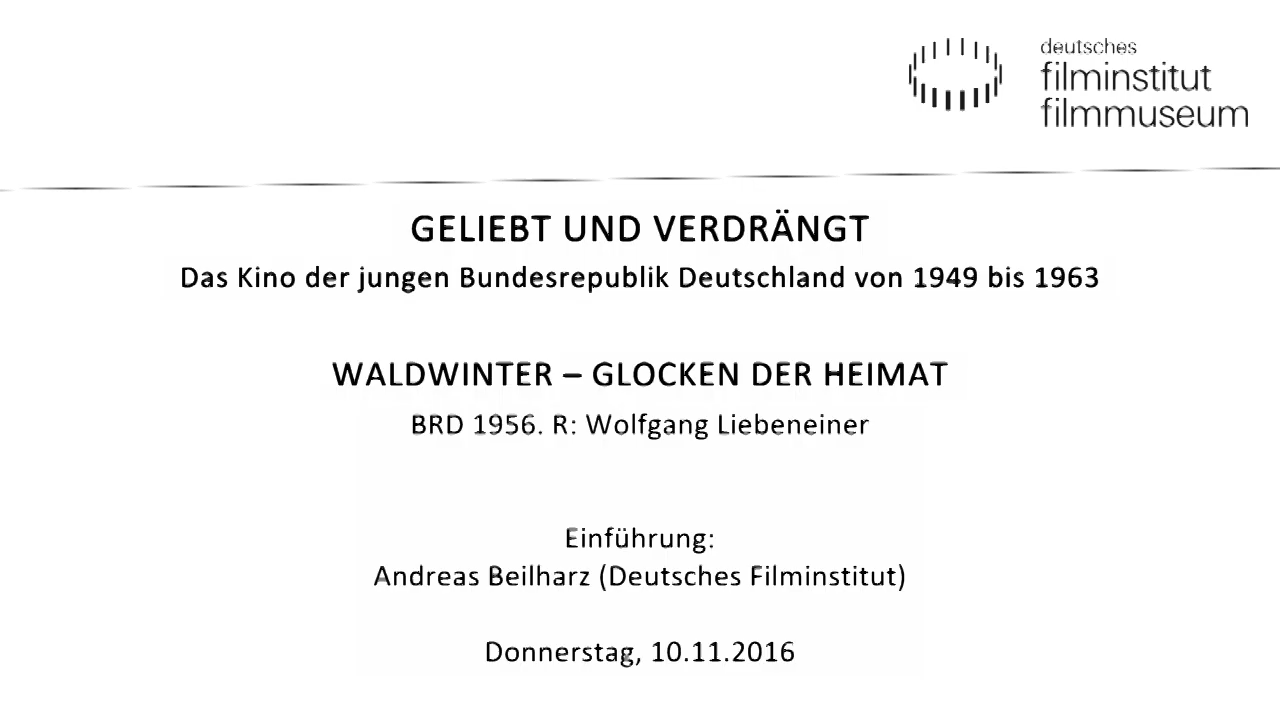 deutsches
filminstitut
filmmuseum
GELIEBT UND VERDRÄNGT
Das Kino der jungen Bundesrepublik Deutschland von 1949 bis 1963
WALDWINTER – GLOCKEN DER HEIMAT
BRD 1956. R: Wolfgang Liebeneiner
Einführung:
Andreas Beilharz (Deutsches Filminstitut)
Donnerstag, 10.11.2016